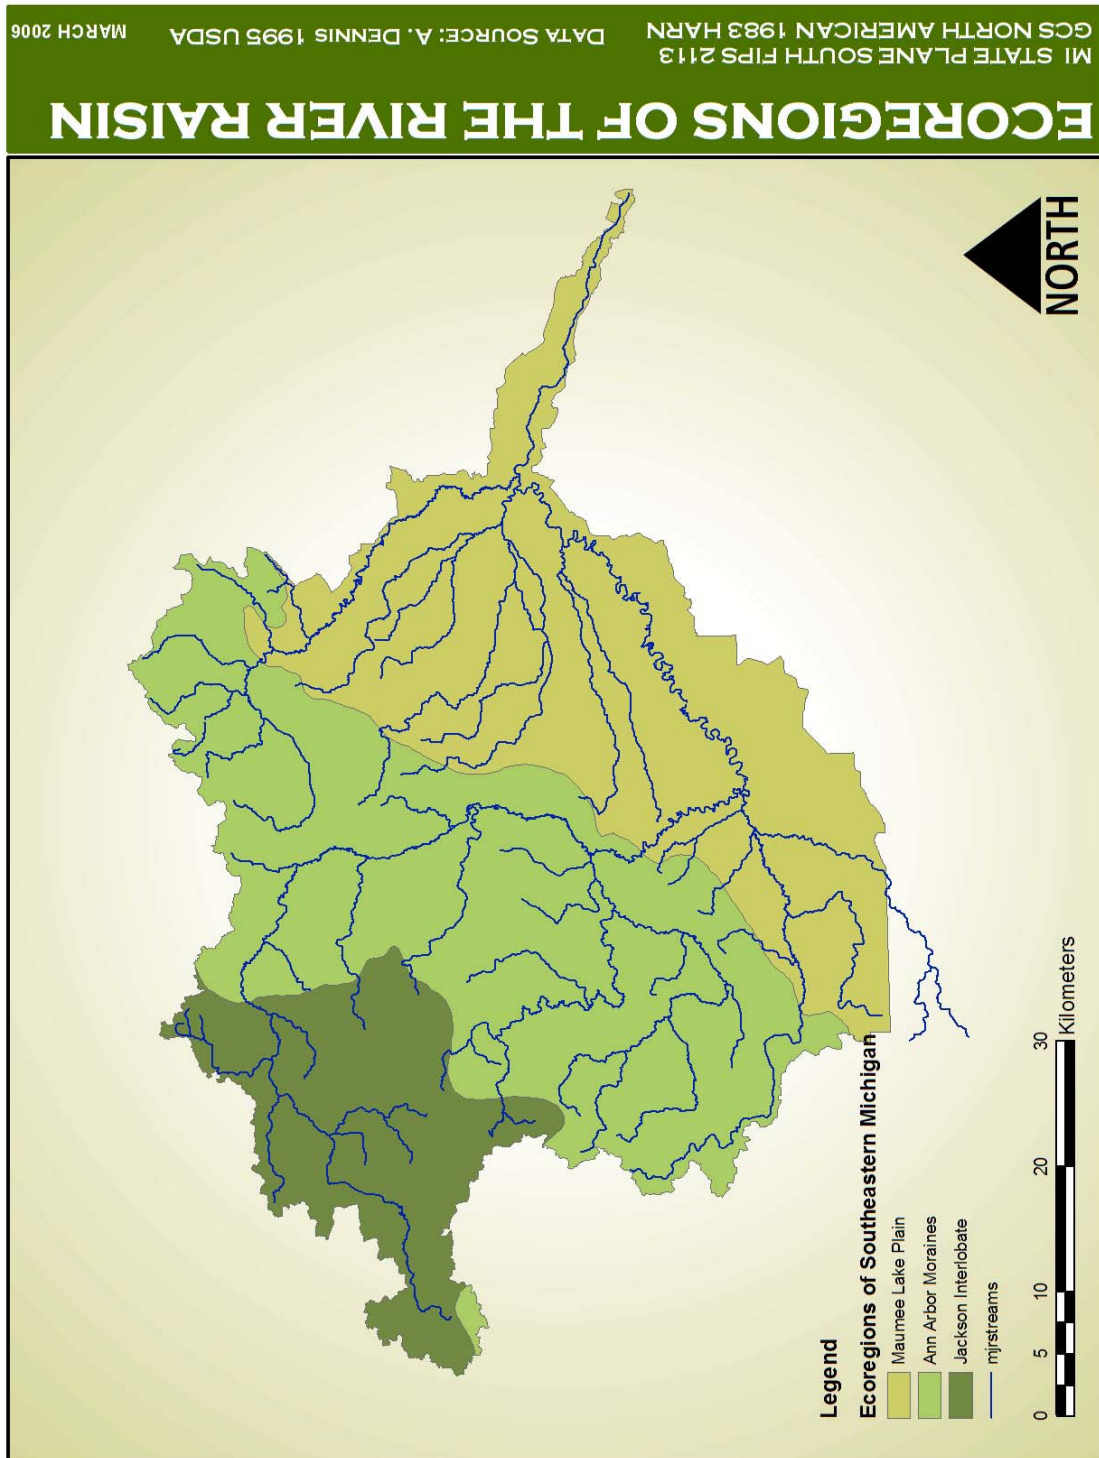 ECOREGIONS OF THE RIVER RAISIN
MI STATE PLANE SOUTH FIPS 2113
GCS NORTH AMERICAN 1983 HARN
DATA SOURCE: A. DENNIS 1995 USDA
MARCH 2006
NORTH
Legend
Ecoregions of Southeastern Michigan
Maumee Lake Plain
Ann Arbor Moraines
Jackson Interlobate
mjrstreams
0 5 10 20 30
Kilometers